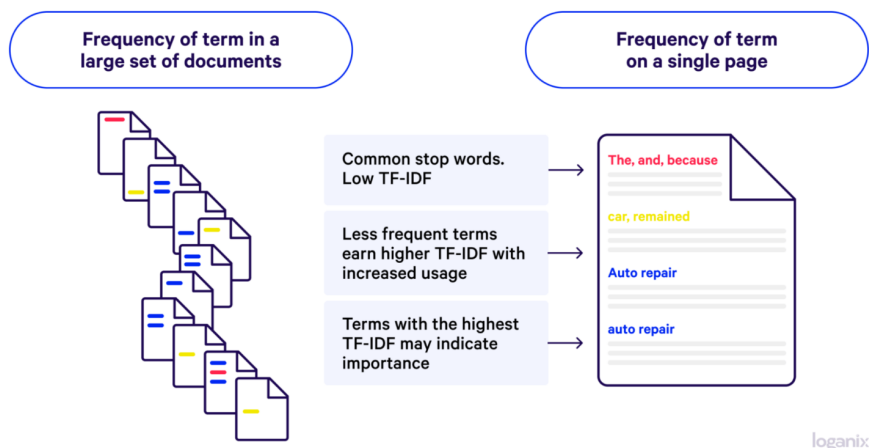 Frequency of term in a
large set of documents
Frequency of term
on a single page
Common stop words.
Low TF-IDF
Less frequent terms
earn higher TF-IDF with
increased usage
Terms with the highest
TF-IDF may indicate
importance
The, and, because
car, remained
Auto repair
auto repair
loganix